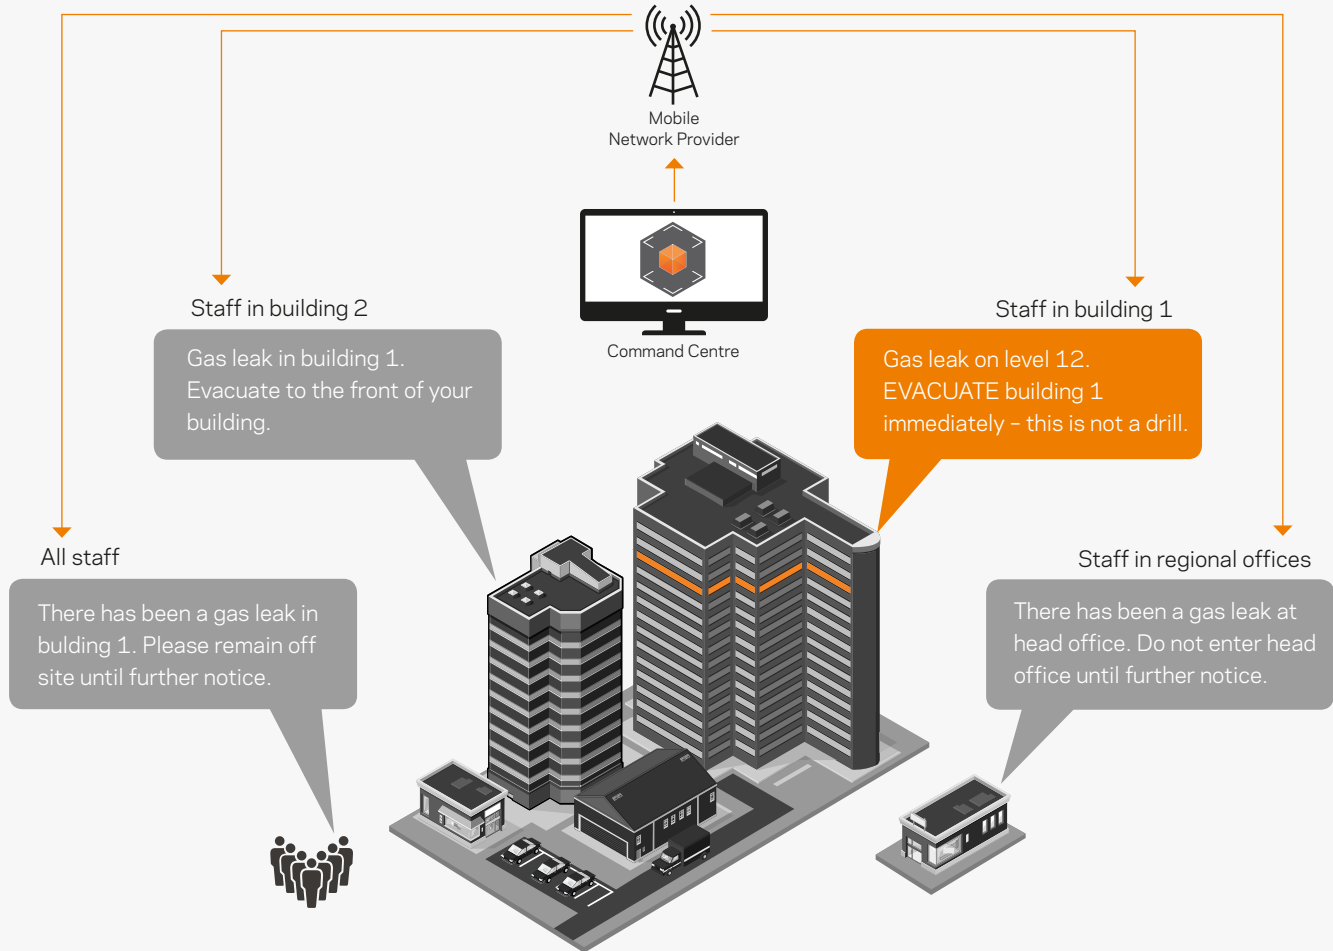 Mobile
Network Provider
Command Centre
Staff in building 2
Gas leak in building 1.
Evacuate to the front of your
building.
Staff in building 1
Gas leak on level 12.
EVACUATE building 1
immediately – this is not a drill.
All staff
There has been a gas leak in
bulding 1. Please remain off
site until further notice.
Staff in regional offices
There has been a gas leak at
head office. Do not enter head
office until further notice.